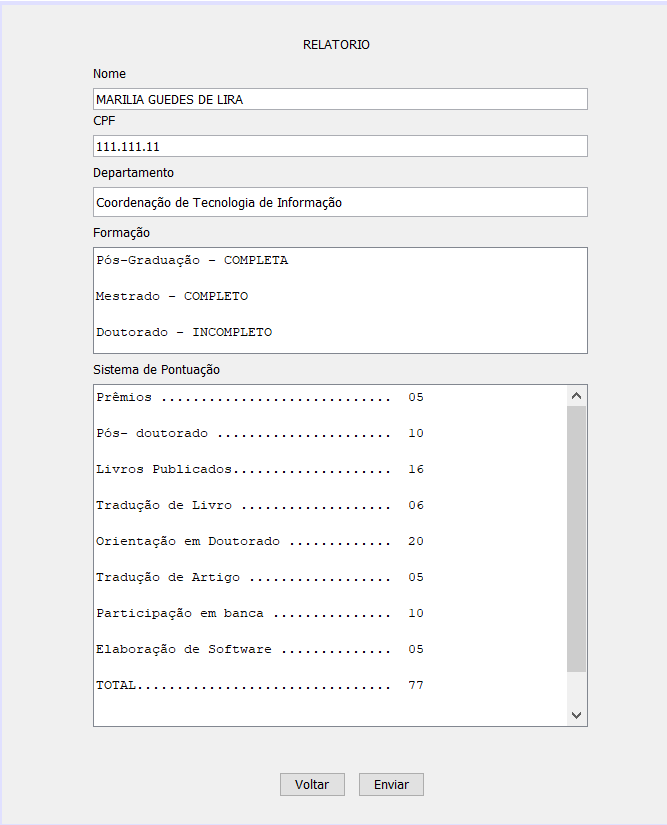 RELATORIO
Nome
MARILIA GUEDES DE LIRA
CPF
111.111.11
Departamento
Coordenação de Tecnologia de Informação
Formação
Pós-Graduação - COMPLETA
Mestrado - COMPLETO
Doutorado - INCOMPLETO
Sistema de Pontuação
Prêmios ............................. 05
Pós- doutorado ...................... 10
Livros Publicados.................... 16
Tradução de Livro ................... 06
Orientação em Doutorado ............. 20
Tradução de Artigo .................. 05
Participação em banca ............... 10
Elaboração de Software .............. 05
TOTAL................................ 77
Voltar Enviar